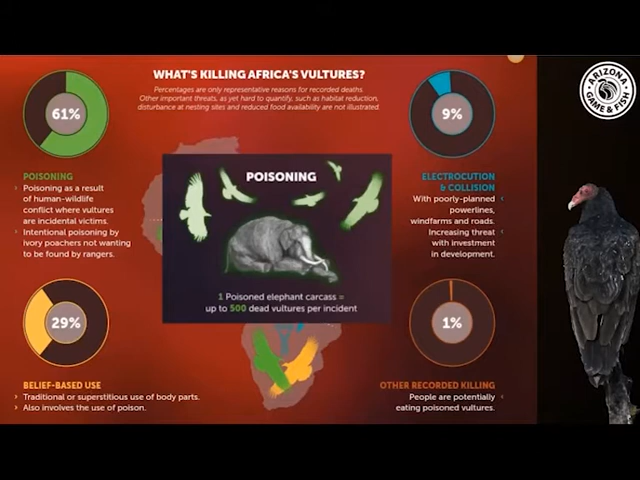 WHAT'S KILLING AFRICA'S VULTURES?
Percentages are only representative reasons for recorded deaths.
Other important threats, as yet hard to quantify, such as habitat reduction,
disturbance at nesting sites and reduced food availability are not illustrated.
ARIZONA
GAME & FISH
61%
POISONING
› Poisoning as a result
of human-wildlife
conflict where vultures
are incidental victims.
› Intentional poisoning by
ivory poachers not wanting
to be found by rangers.
9%
ELECTROCUTION
& COLLISION
With poorly-planned ‹
powerlines,
windfarms and roads.
Increasing threat ‹
with investment
in development.
POISONING
1 Poisoned elephant carcass =
up to 500 dead vultures per incident
29%
BELIEF-BASED USE
› Traditional or superstitious use of body parts.
› Also involves the use of poison.
1%
OTHER RECORDED KILLING
People are potentially ‹
eating poisoned vultures.